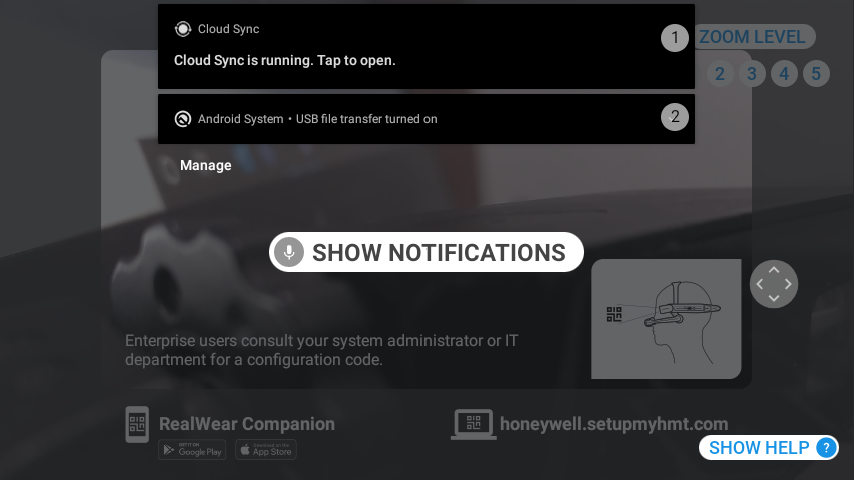 Cloud Sync
Cloud Sync is running. Tap to open.
1
ZOOM LEVEL
2 3 4 5
Android System • USB file transfer turned on
2
Manage
SHOW NOTIFICATIONS
Enterprise users consult your system administrator or IT
department for a configuration code.
RealWear Companion
honeywell.setupmyhmt.com
GET IT ON
Google Play
Download on the
App Store
SHOW HELP ?